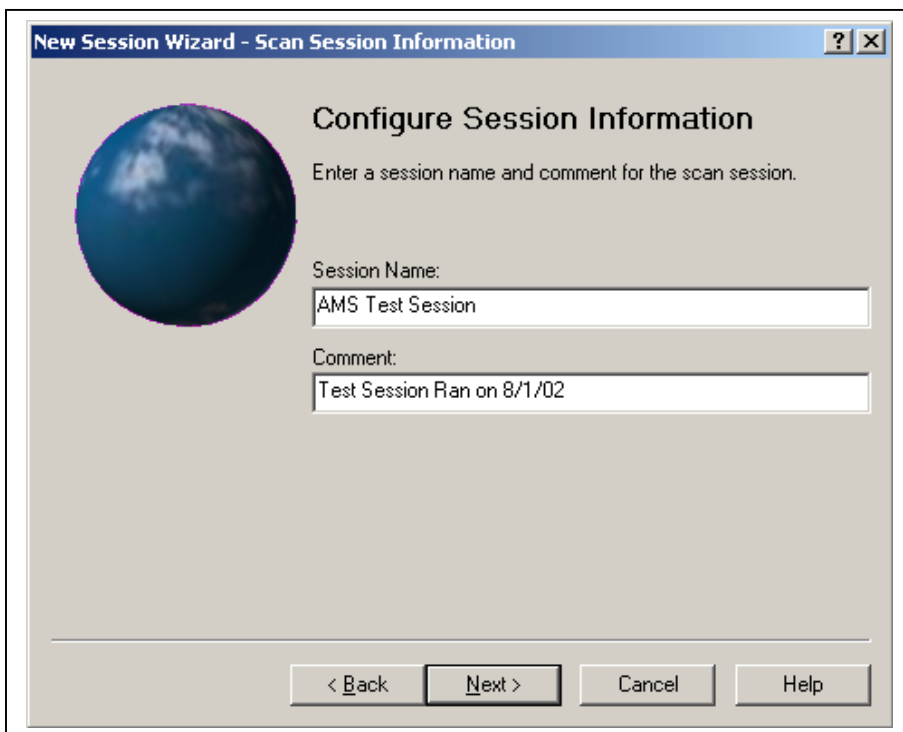 New Session Wizard - Scan Session Information
Configure Session Information
Enter a session name and comment for the scan session.
Session Name:
AMS Test Session
Comment:
Test Session Ran on 8/1/02
< Back
Next >
Cancel
Help